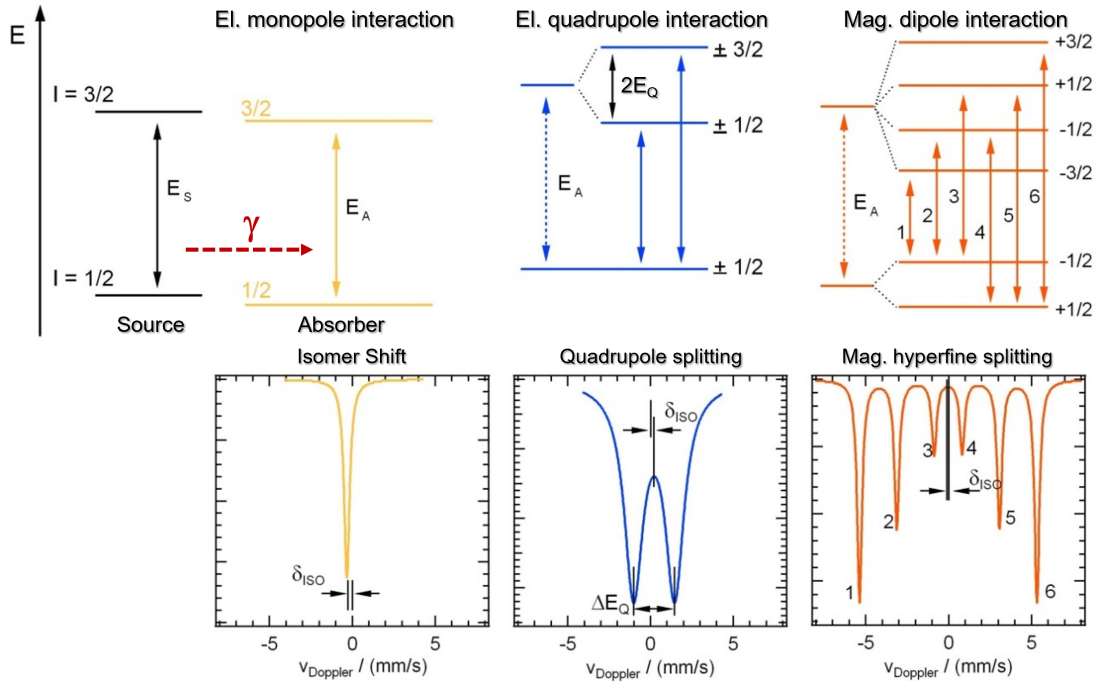 E
El. monopole interaction
El. quadrupole interaction
Mag. dipole interaction
I = 3/2
3/2
E_S
E_A
γ
I = 1/2
1/2
Source
Absorber
± 3/2
2E_Q
± 1/2
E_A
± 1/2
+3/2
+1/2
-1/2
-3/2
E_A
1
2
3
4
5
6
-1/2
+1/2
Isomer Shift
Quadrupole splitting
Mag. hyperfine splitting
δ_ISO
-5
0
5
v_Doppler / (mm/s)
δ_ISO
ΔE_Q
-5
0
5
v_Doppler / (mm/s)
3
4
δ_ISO
2
5
1
6
-5
0
5
v_Doppler / (mm/s)